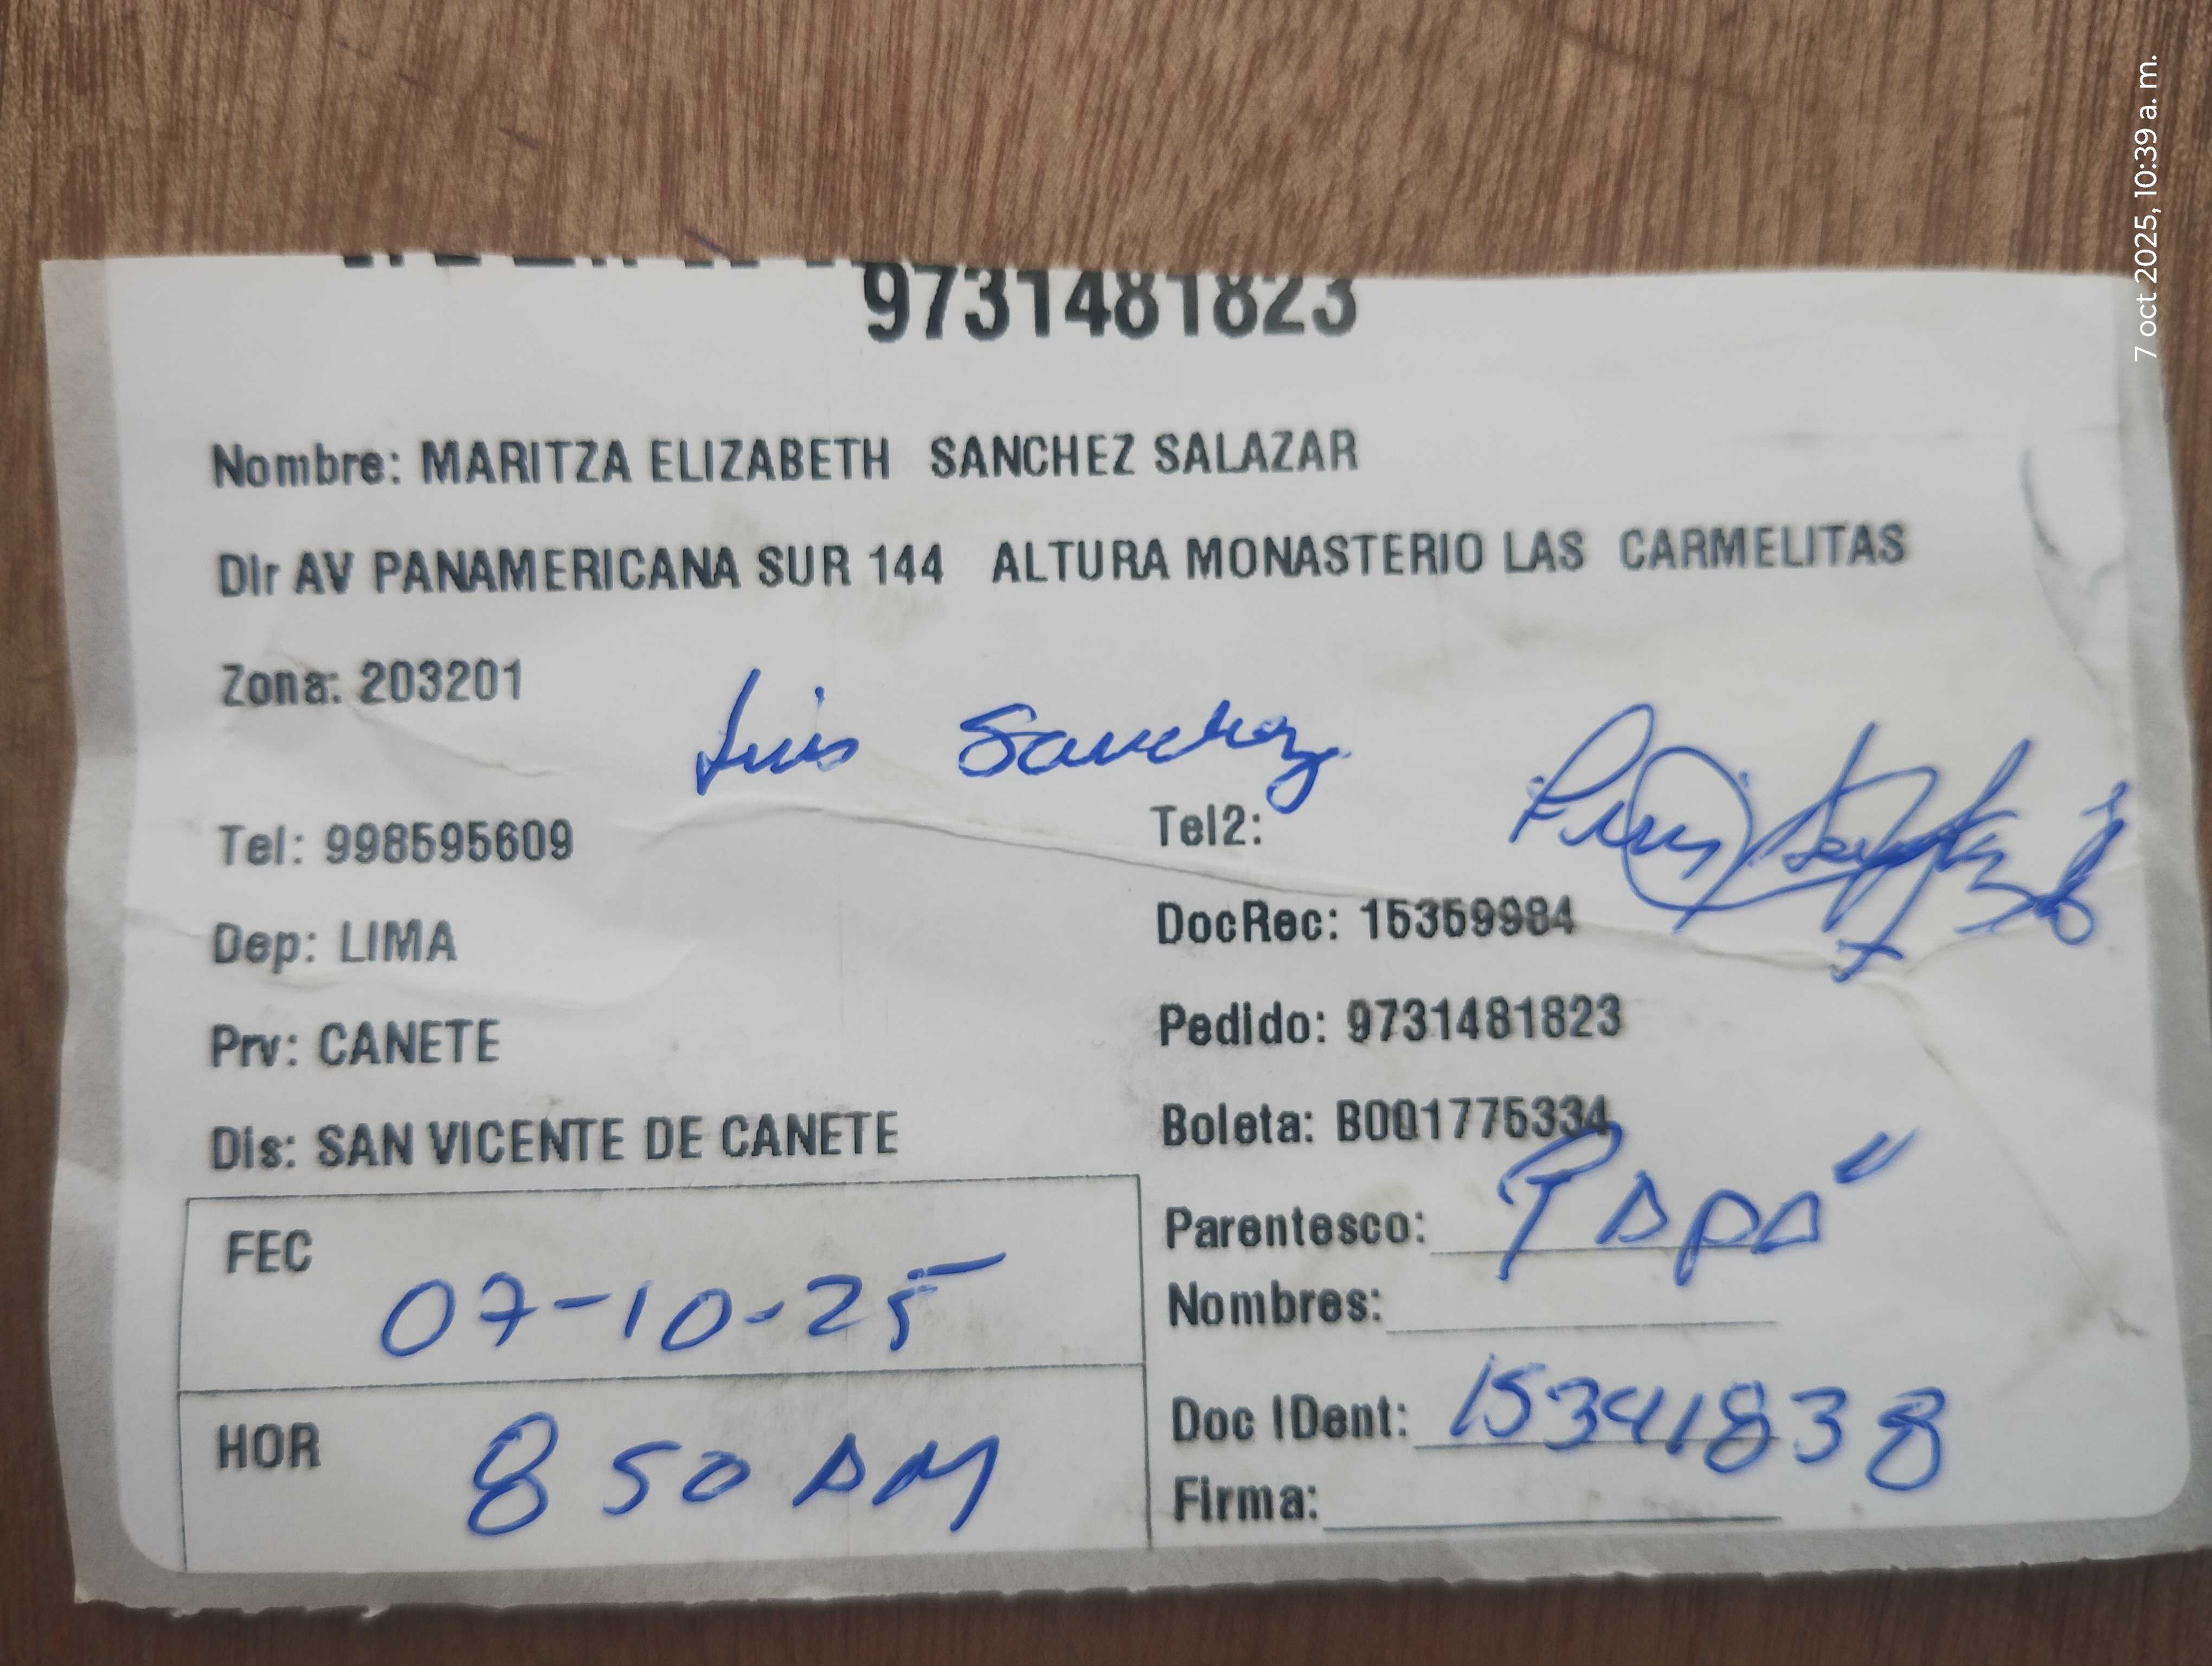 9731481823
Nombre: MARITZA ELIZABETH SANCHEZ SALAZAR
Dir AV PANAMERICANA SUR 144 ALTURA MONASTERIO LAS CARMELITAS
Zona: 203201
Luis Sanchez
Tel: 998595609
Tel2:
Dep: LIMA
DocRec: 15359984
Prv: CANETE
Pedido: 9731481823
Dis: SAN VICENTE DE CANETE
Boleta: B001775334
FEC 07-10-25
Parentesco: Papa
Nombres:
HOR 8 50 AM
Doc IDent: 15341838
Firma:
7 oct 2025, 10:39 a. m.